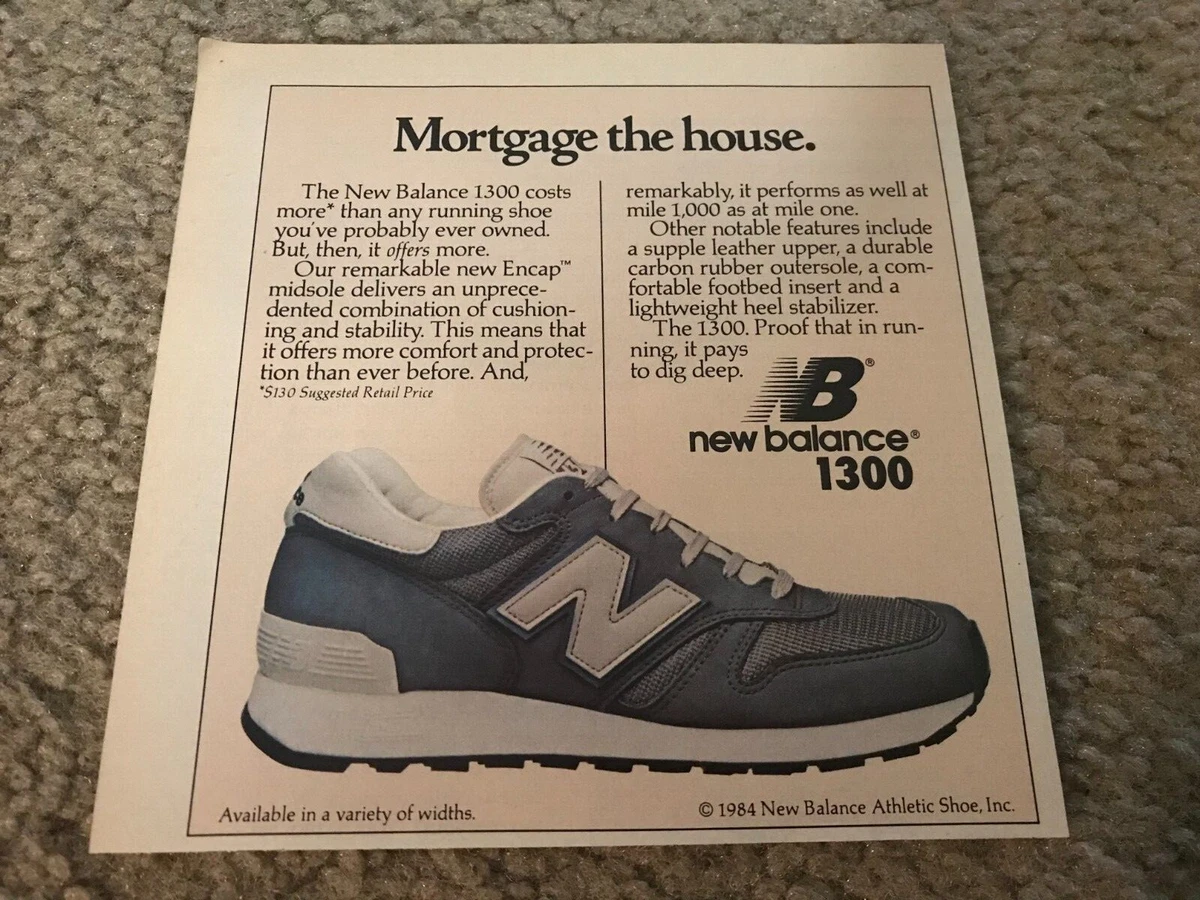 Mortgage the house.
The New Balance 1300 costs
more* than any running shoe
you've probably ever owned.
But, then, it offers more.
Our remarkable new Encap™
midsole delivers an unprece-
dented combination of cushion-
ing and stability. This means that
it offers more comfort and protec-
tion than ever before. And,
*$130 Suggested Retail Price
remarkably, it performs as well at
mile 1,000 as at mile one.
Other notable features include
a supple leather upper, a durable
carbon rubber outersole, a com-
fortable footbed insert and a
lightweight heel stabilizer.
The 1300. Proof that in run-
ning, it pays
to dig deep.
NB®
new balance®
1300
N
Available in a variety of widths.
© 1984 New Balance Athletic Shoe, Inc.